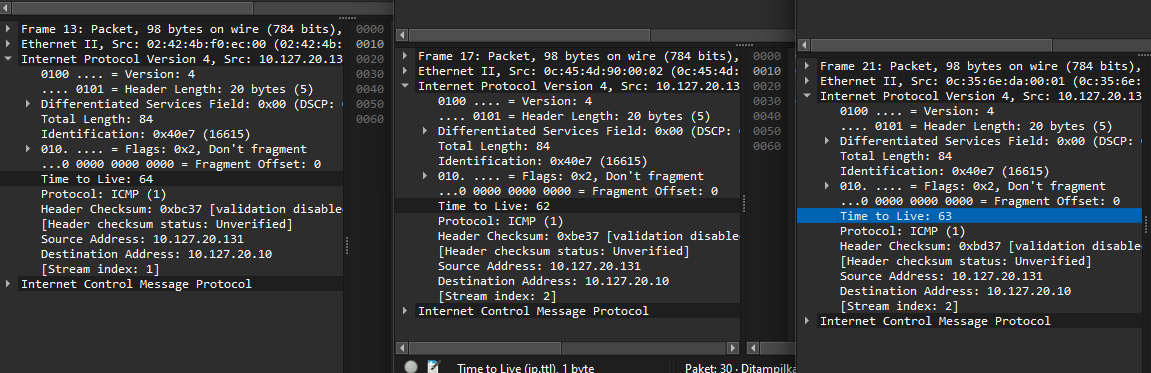 Frame 13: Packet, 98 bytes on wire (784 bits),
Ethernet II, Src: 02:42:4b:f0:ec:00 (02:42:4b:
Internet Protocol Version 4, Src: 10.127.20.13
0100 .... = Version: 4
.... 0101 = Header Length: 20 bytes (5)
Differentiated Services Field: 0x00 (DSCP:
Total Length: 84
Identification: 0x40e7 (16615)
010. .... = Flags: 0x2, Don't fragment
...0 0000 0000 0000 = Fragment Offset: 0
Time to Live: 64
Protocol: ICMP (1)
Header Checksum: 0xbc37 [validation disable
[Header checksum status: Unverified]
Source Address: 10.127.20.131
Destination Address: 10.127.20.10
[Stream index: 1]
Internet Control Message Protocol
0000
0010
0020
0030
0040
0050
0060
Frame 17: Packet, 98 bytes on wire (784 bits),
Ethernet II, Src: 0c:45:4d:90:00:02 (0c:45:4d:
Internet Protocol Version 4, Src: 10.127.20.13
0100 .... = Version: 4
.... 0101 = Header Length: 20 bytes (5)
Differentiated Services Field: 0x00 (DSCP:
Total Length: 84
Identification: 0x40e7 (16615)
010. .... = Flags: 0x2, Don't fragment
...0 0000 0000 0000 = Fragment Offset: 0
Time to Live: 62
Protocol: ICMP (1)
Header Checksum: 0xbe37 [validation disable
[Header checksum status: Unverified]
Source Address: 10.127.20.131
Destination Address: 10.127.20.10
[Stream index: 2]
Internet Control Message Protocol
0000
0010
0020
0030
0040
0050
0060
Time to Live (ip.ttl), 1 byte
Paket: 30 · Ditampilka
Frame 21: Packet, 98 bytes on wire (784 bits),
Ethernet II, Src: 0c:35:6e:da:00:01 (0c:35:6e:
Internet Protocol Version 4, Src: 10.127.20.13
0100 .... = Version: 4
.... 0101 = Header Length: 20 bytes (5)
Differentiated Services Field: 0x00 (DSCP:
Total Length: 84
Identification: 0x40e7 (16615)
010. .... = Flags: 0x2, Don't fragment
...0 0000 0000 0000 = Fragment Offset: 0
Time to Live: 63
Protocol: ICMP (1)
Header Checksum: 0xbd37 [validation disable
[Header checksum status: Unverified]
Source Address: 10.127.20.131
Destination Address: 10.127.20.10
[Stream index: 2]
Internet Control Message Protocol